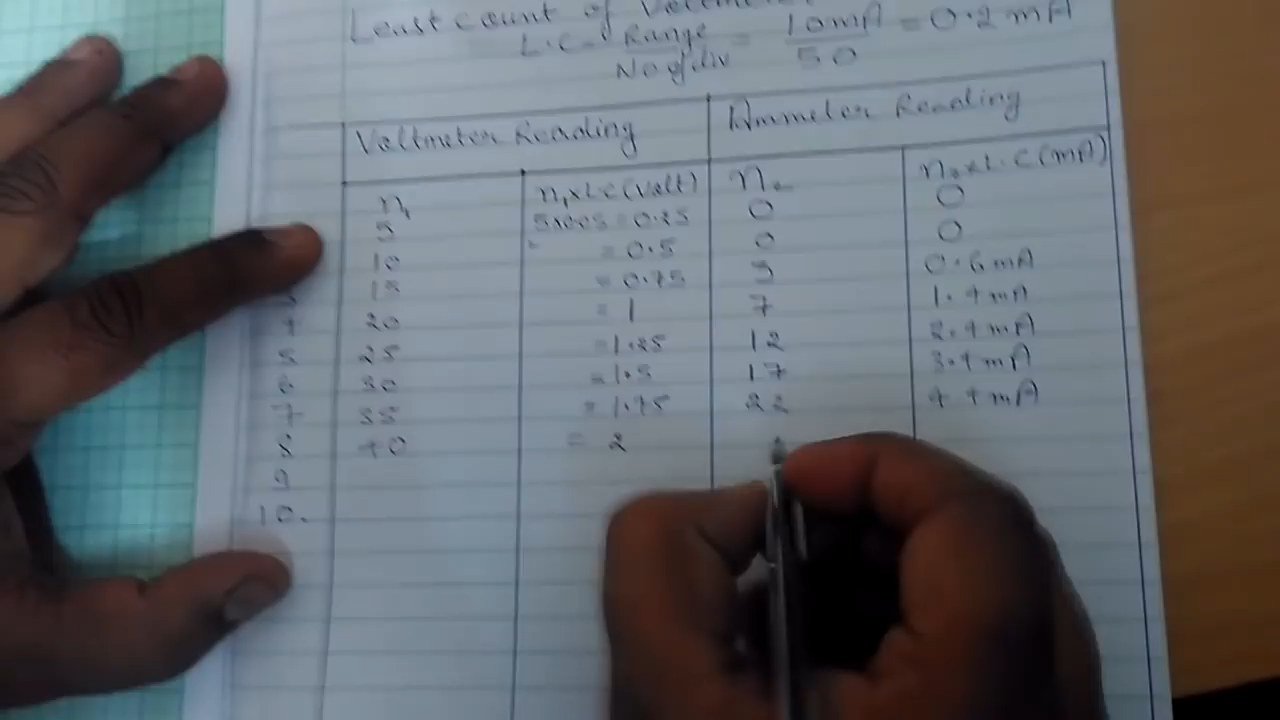 Least count of Voltmeter
L.C = Range / No of div = 10mA / 50 = 0.2 mA
Voltmeter Reading Ammeter Reading
n₁ n₁×L.C (Volt) n₂ n₂×L.C (mA)
5 5×0.05 = 0.25 0 0
10 = 0.5 0 0
3 15 = 0.75 3 0.6 mA
4 20 = 1 7 1.4 mA
5 25 = 1.25 12 2.4 mA
6 30 = 1.5 17 3.4 mA
7 35 = 1.75 22 4.4 mA
8 40 = 2
9
10.